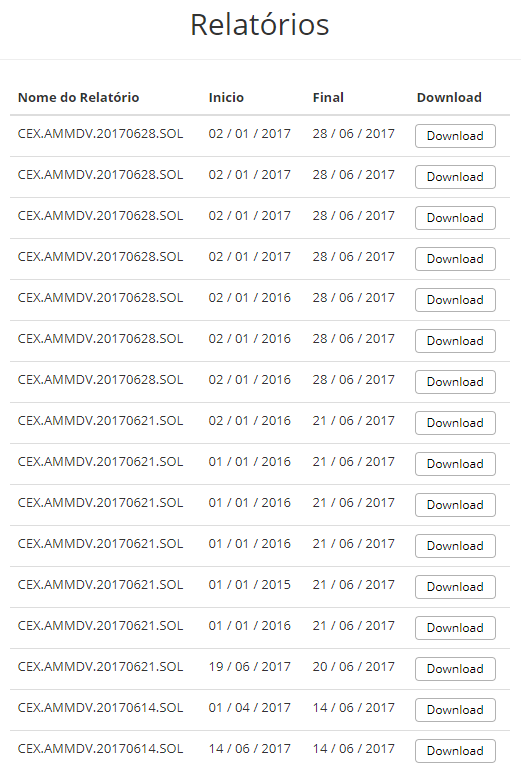 Relatórios
Nome do Relatório Inicio Final Download
CEX.AMMDV.20170628.SOL 02 / 01 / 2017 28 / 06 / 2017 Download
CEX.AMMDV.20170628.SOL 02 / 01 / 2017 28 / 06 / 2017 Download
CEX.AMMDV.20170628.SOL 02 / 01 / 2017 28 / 06 / 2017 Download
CEX.AMMDV.20170628.SOL 02 / 01 / 2017 28 / 06 / 2017 Download
CEX.AMMDV.20170628.SOL 02 / 01 / 2016 28 / 06 / 2017 Download
CEX.AMMDV.20170628.SOL 02 / 01 / 2016 28 / 06 / 2017 Download
CEX.AMMDV.20170628.SOL 02 / 01 / 2016 28 / 06 / 2017 Download
CEX.AMMDV.20170621.SOL 02 / 01 / 2016 21 / 06 / 2017 Download
CEX.AMMDV.20170621.SOL 01 / 01 / 2016 21 / 06 / 2017 Download
CEX.AMMDV.20170621.SOL 01 / 01 / 2016 21 / 06 / 2017 Download
CEX.AMMDV.20170621.SOL 01 / 01 / 2016 21 / 06 / 2017 Download
CEX.AMMDV.20170621.SOL 01 / 01 / 2015 21 / 06 / 2017 Download
CEX.AMMDV.20170621.SOL 01 / 01 / 2016 21 / 06 / 2017 Download
CEX.AMMDV.20170621.SOL 19 / 06 / 2017 20 / 06 / 2017 Download
CEX.AMMDV.20170614.SOL 01 / 04 / 2017 14 / 06 / 2017 Download
CEX.AMMDV.20170614.SOL 14 / 06 / 2017 14 / 06 / 2017 Download